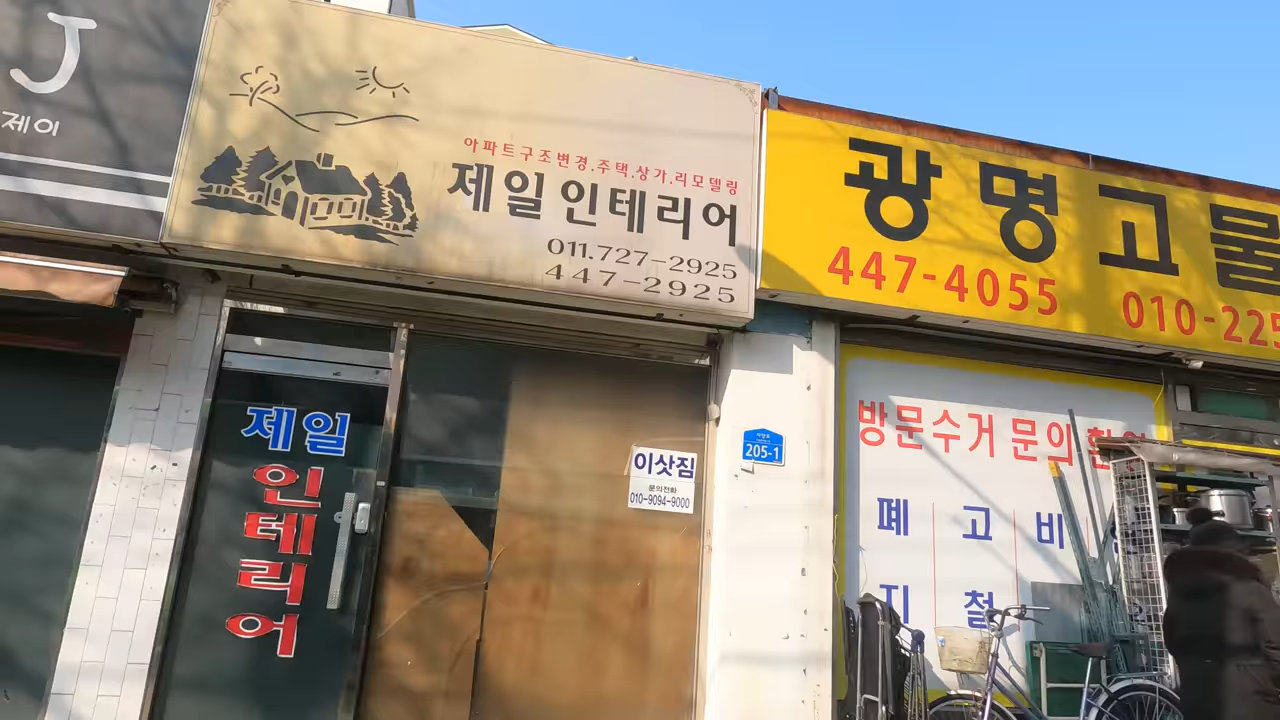 J
제이
아파트구조변경.주택.상가.리모델링
제일인테리어
011.727-2925
447-2925
광명고물
447-4055
010-225
제일
인테리어
이삿짐
문의전화
010-9094-9000
205-1
방문수거 문의 환영
폐 고 비
지 철